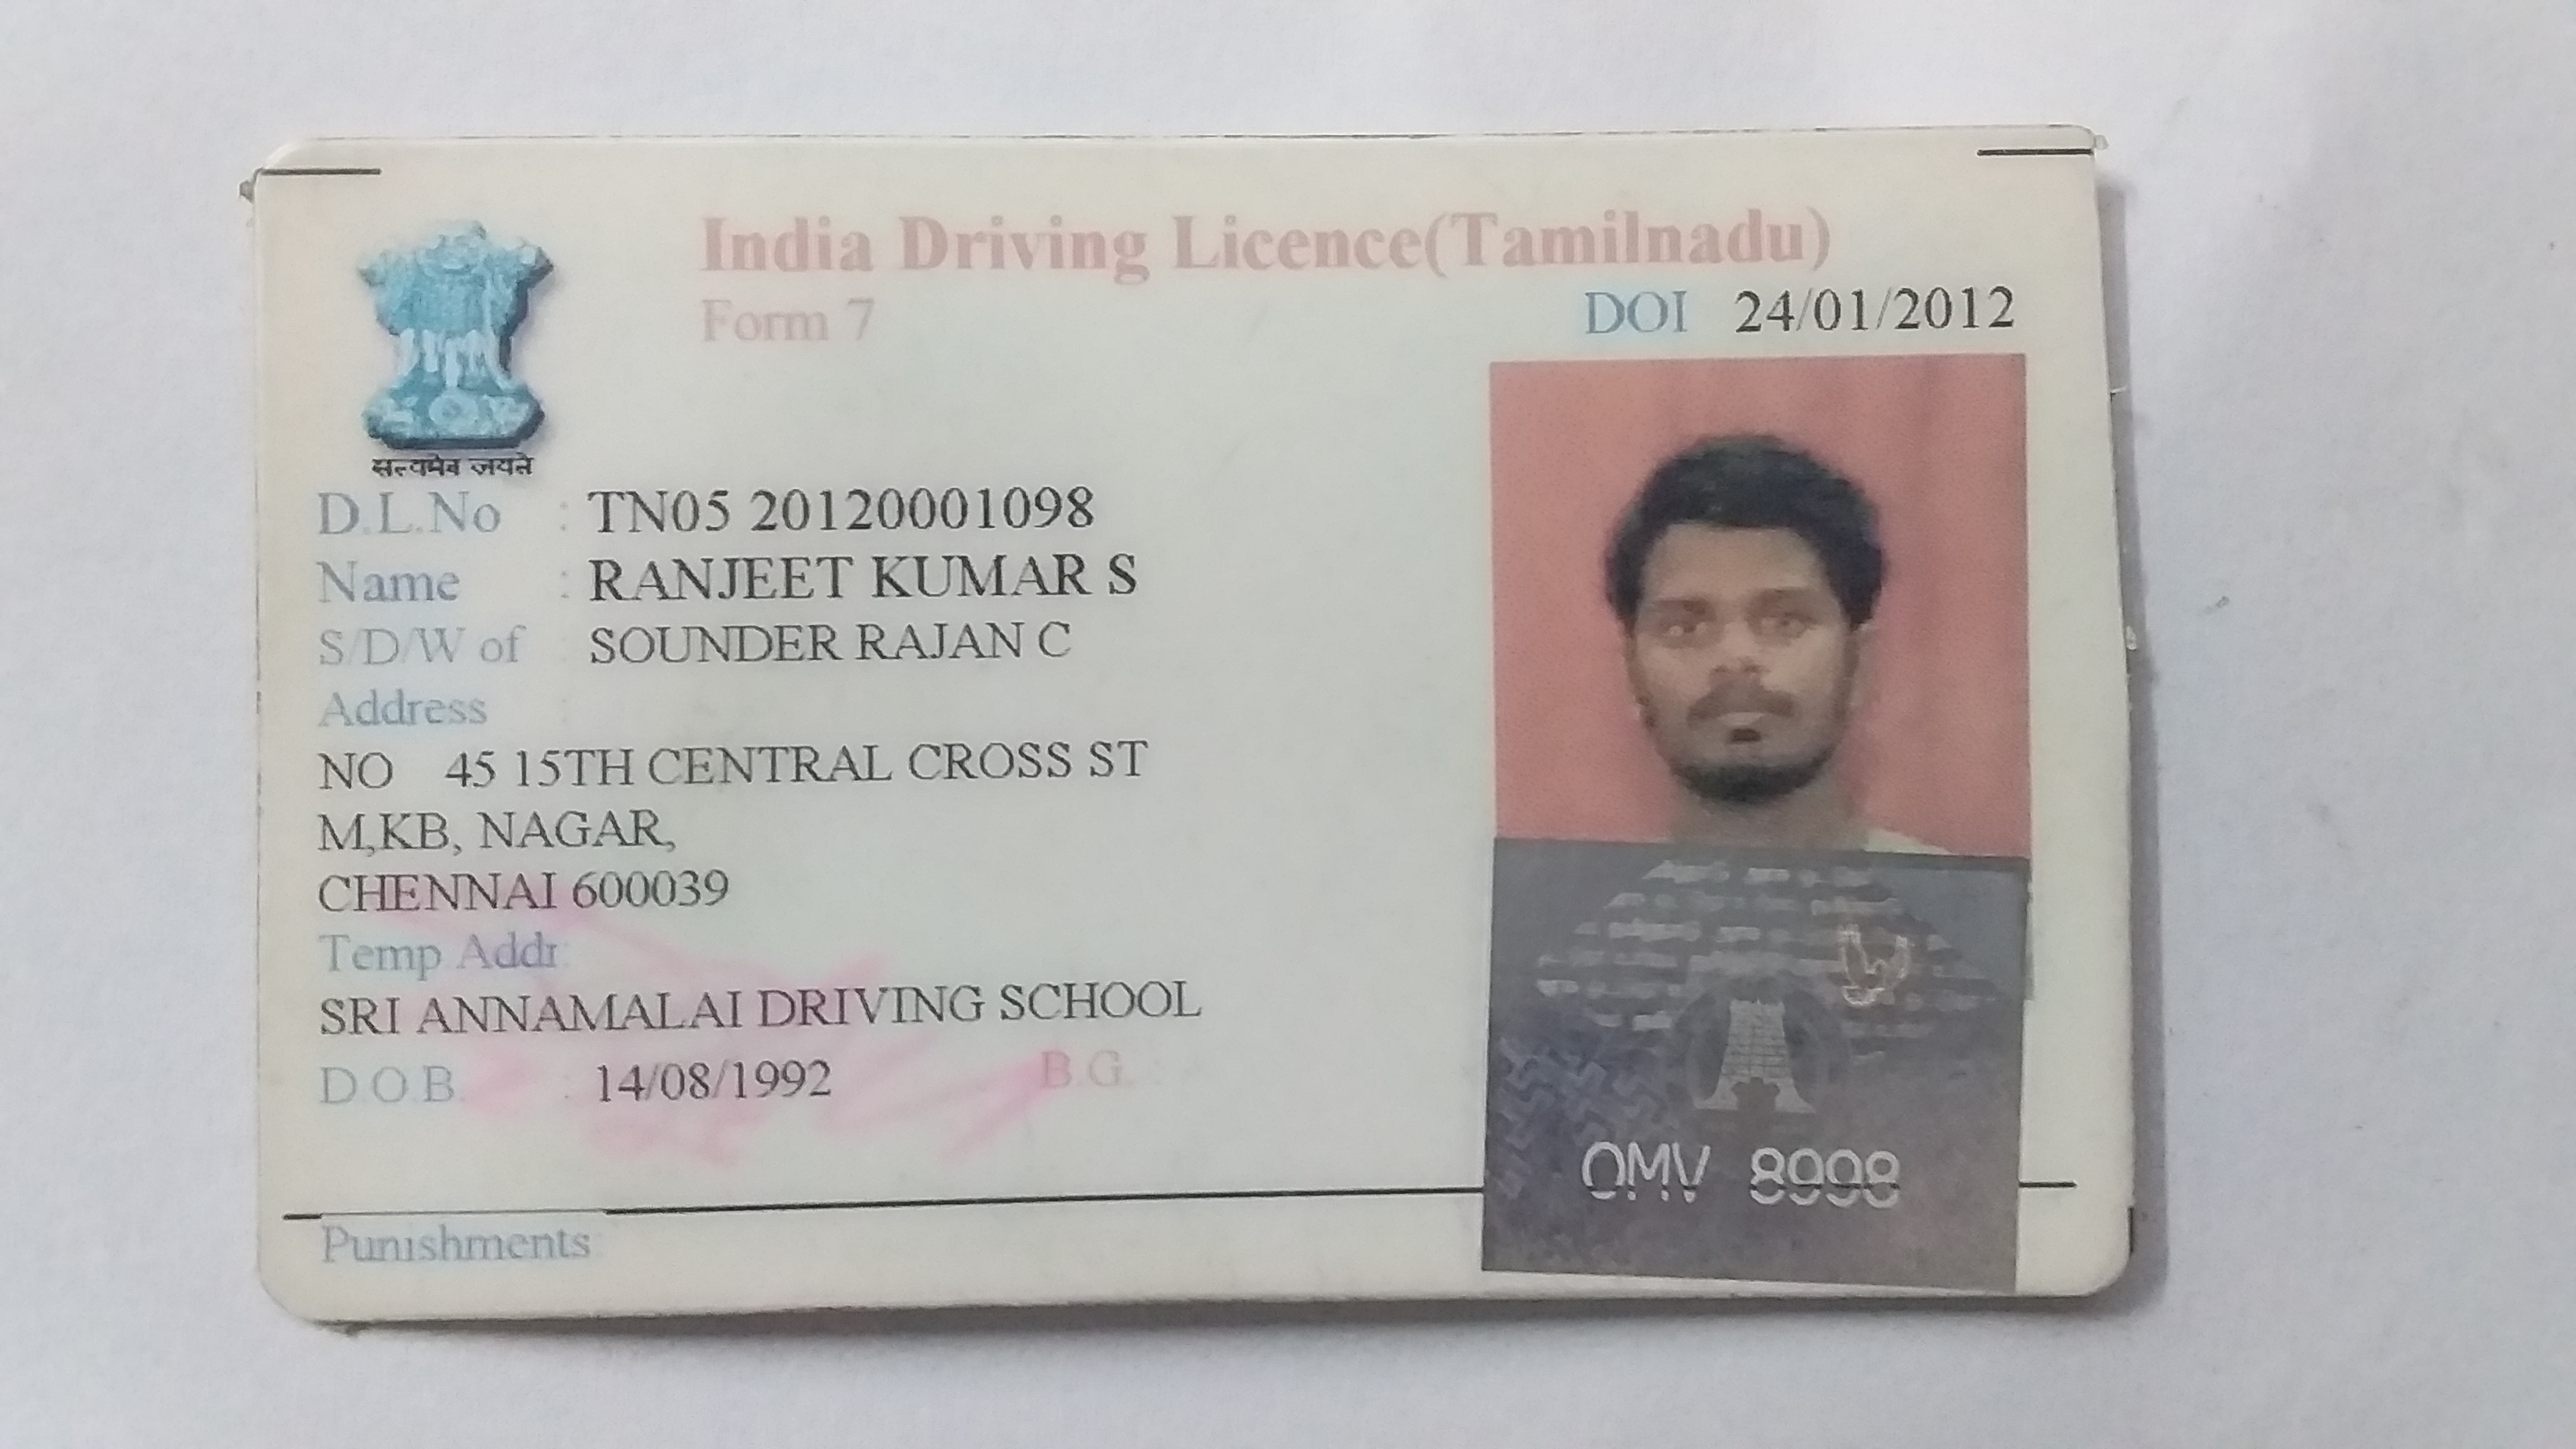 India Driving Licence(Tamilnadu)
Form 7
DOI 24/01/2012
सत्यमेव जयते
D.L.No : TN05 20120001098
Name : RANJEET KUMAR S
S/D/W of SOUNDER RAJAN C
Address :
NO 45 15TH CENTRAL CROSS ST
M,KB, NAGAR,
CHENNAI 600039
Temp Addr:
SRI ANNAMALAI DRIVING SCHOOL
D.O.B. : 14/08/1992 B.G. :
OMV 8998
Punishments